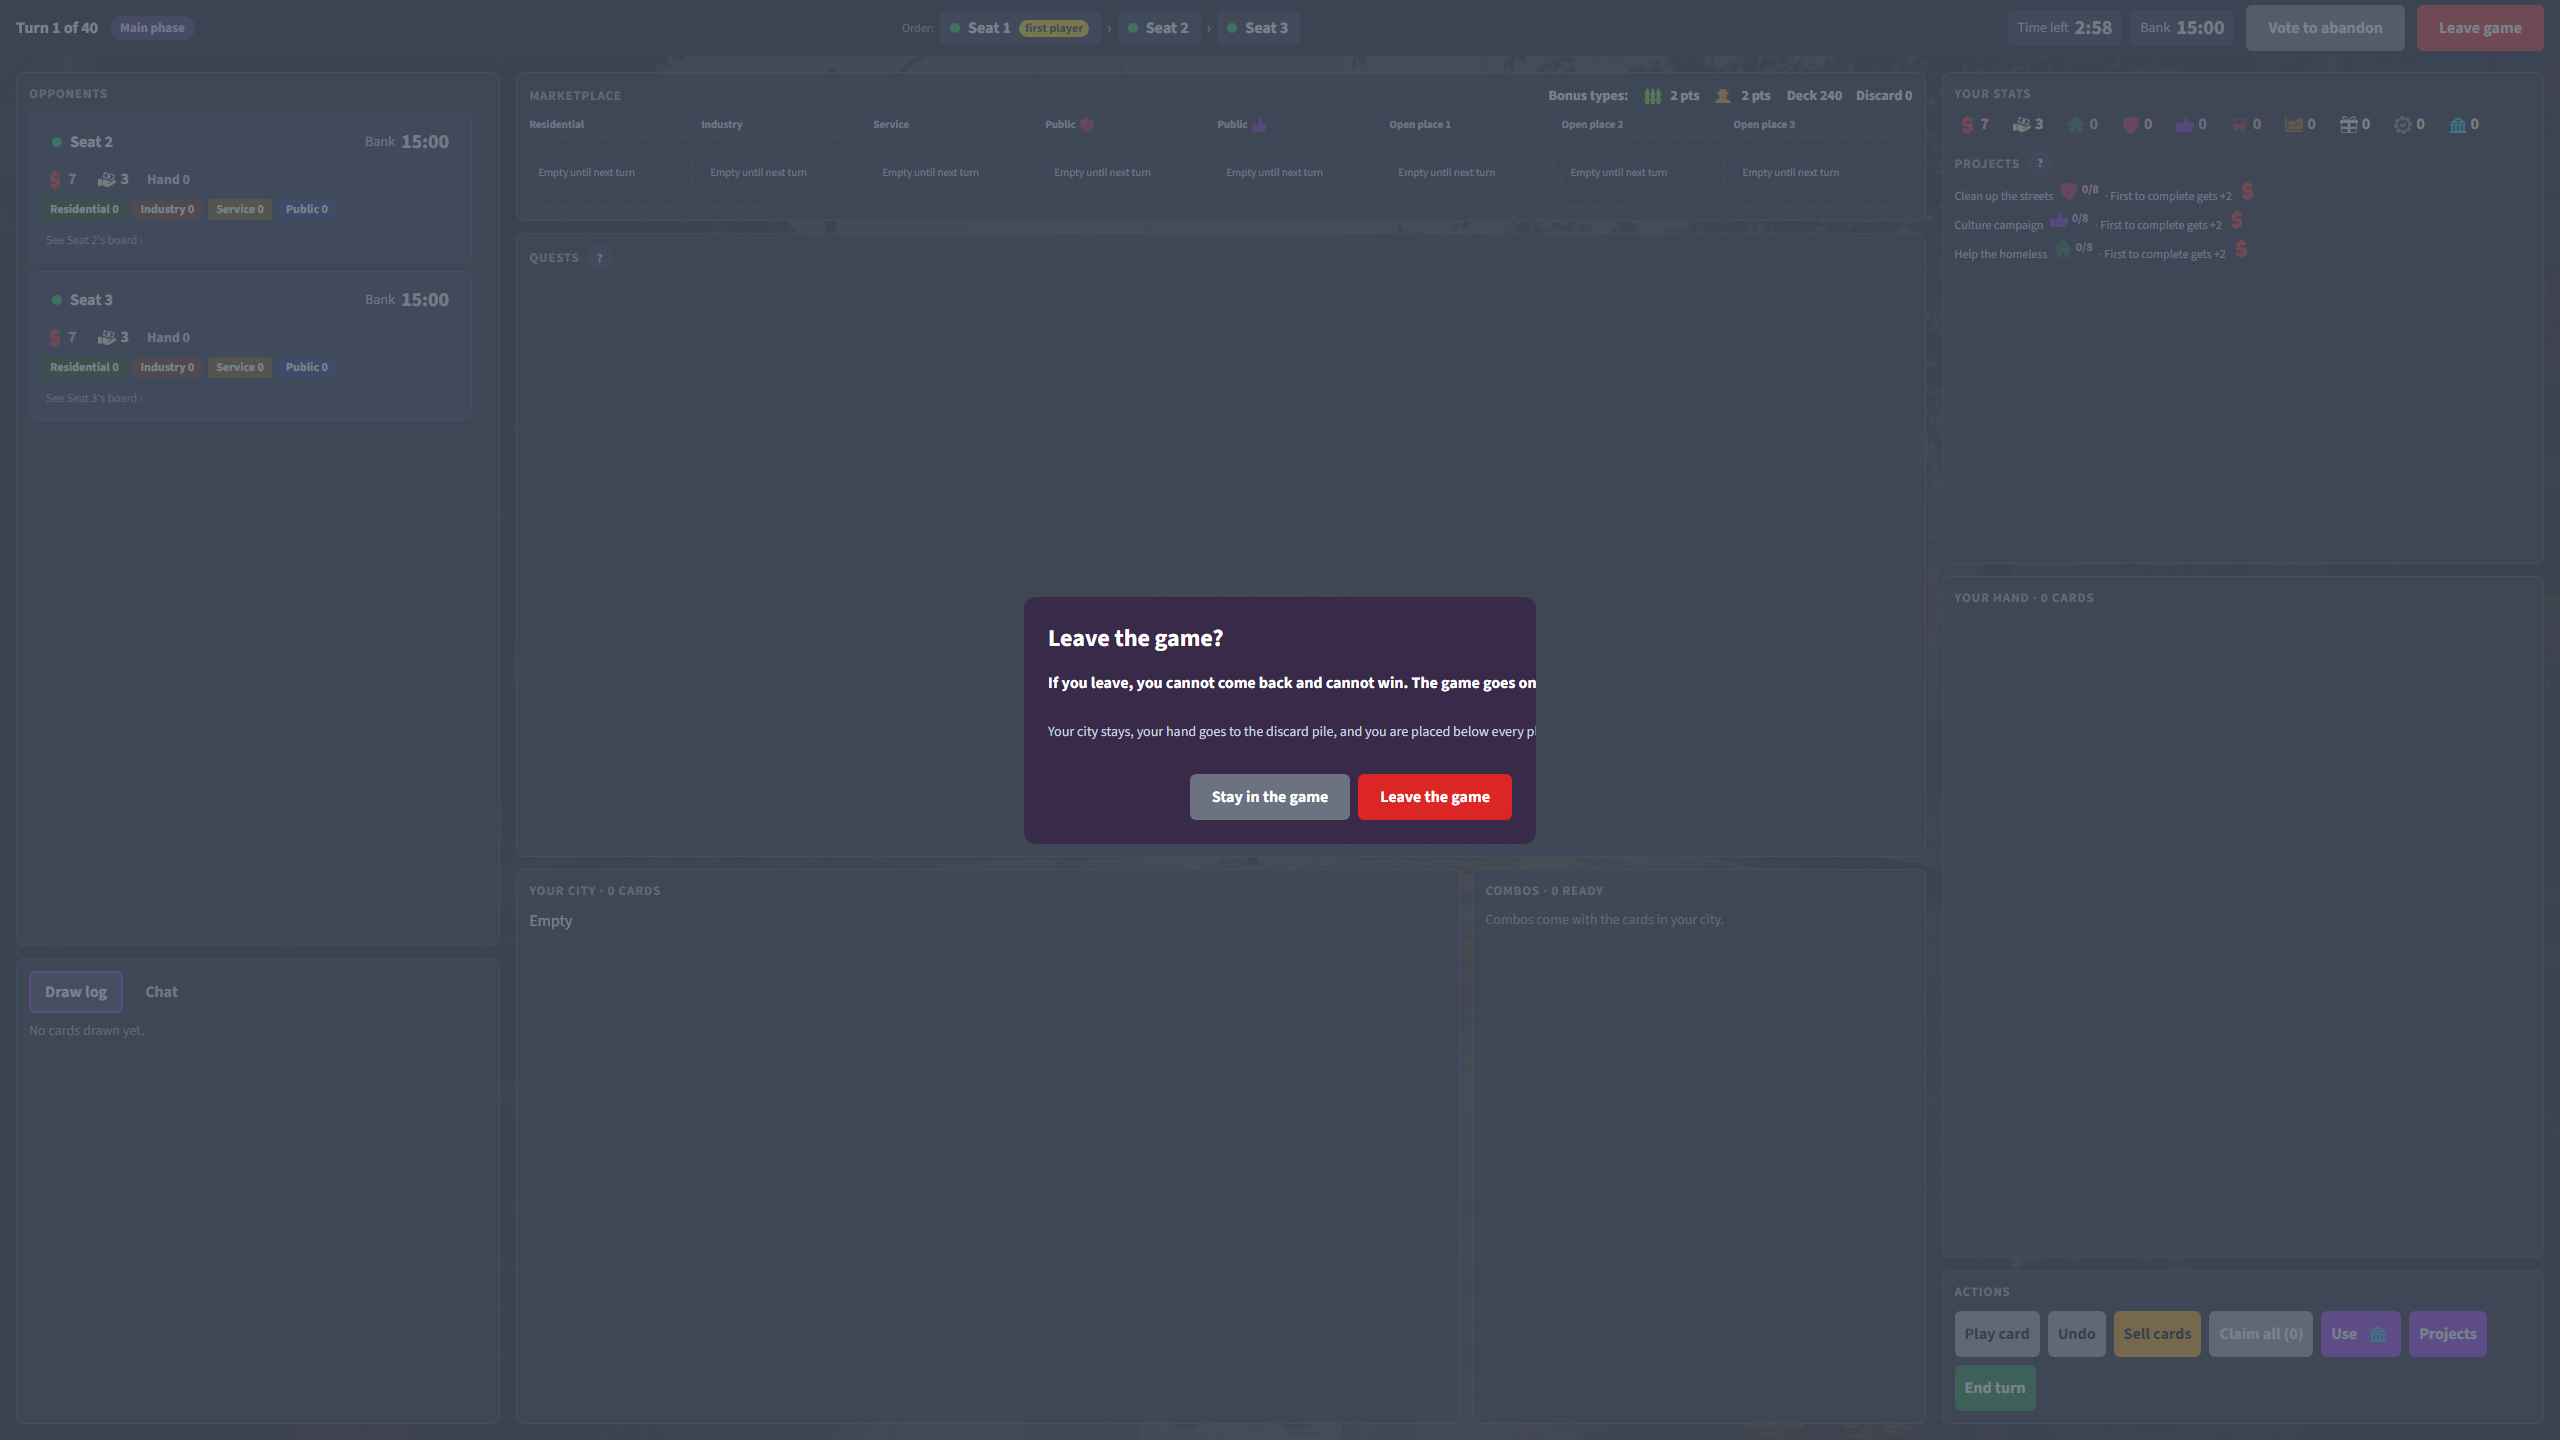 Turn 1 of 40 Main phase
Order: Seat 1 first player › Seat 2 › Seat 3
Time left 2:58 Bank 15:00 Vote to abandon Leave game
OPPONENTS
Seat 2 Bank 15:00
7 3 Hand 0
Residential 0 Industry 0 Service 0 Public 0
See Seat 2's board ›
Seat 3 Bank 15:00
7 3 Hand 0
Residential 0 Industry 0 Service 0 Public 0
See Seat 3's board ›
Draw log Chat
No cards drawn yet.
MARKETPLACE
Bonus types: 2 pts 2 pts Deck 240 Discard 0
Residential Industry Service Public Public Open place 1 Open place 2 Open place 3
Empty until next turn Empty until next turn Empty until next turn Empty until next turn Empty until next turn Empty until next turn Empty until next turn Empty until next turn
QUESTS ?
Leave the game?
If you leave, you cannot come back and cannot win. The game goes on
Your city stays, your hand goes to the discard pile, and you are placed below every
Stay in the game Leave the game
YOUR CITY · 0 CARDS
Empty
COMBOS · 0 READY
Combos come with the cards in your city.
YOUR STATS
7 3 0 0 0 0 0 0 0 0
PROJECTS ?
Clean up the streets 0/8 · First to complete gets +2
Culture campaign 0/8 · First to complete gets +2
Help the homeless 0/8 · First to complete gets +2
YOUR HAND · 0 CARDS
ACTIONS
Play card Undo Sell cards Claim all (0) Use Projects
End turn